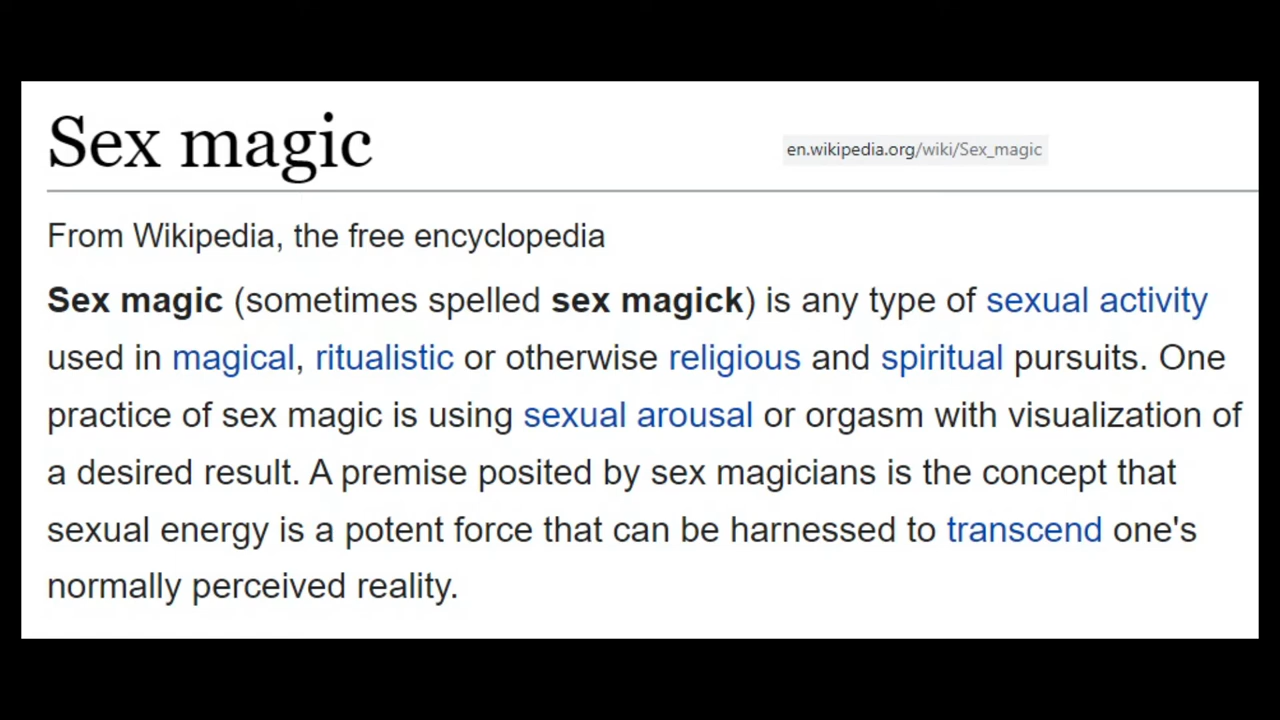 Sex magic
en.wikipedia.org/wiki/Sex_magic
From Wikipedia, the free encyclopedia
Sex magic (sometimes spelled sex magick) is any type of sexual activity
used in magical, ritualistic or otherwise religious and spiritual pursuits. One
practice of sex magic is using sexual arousal or orgasm with visualization of
a desired result. A premise posited by sex magicians is the concept that
sexual energy is a potent force that can be harnessed to transcend one's
normally perceived reality.